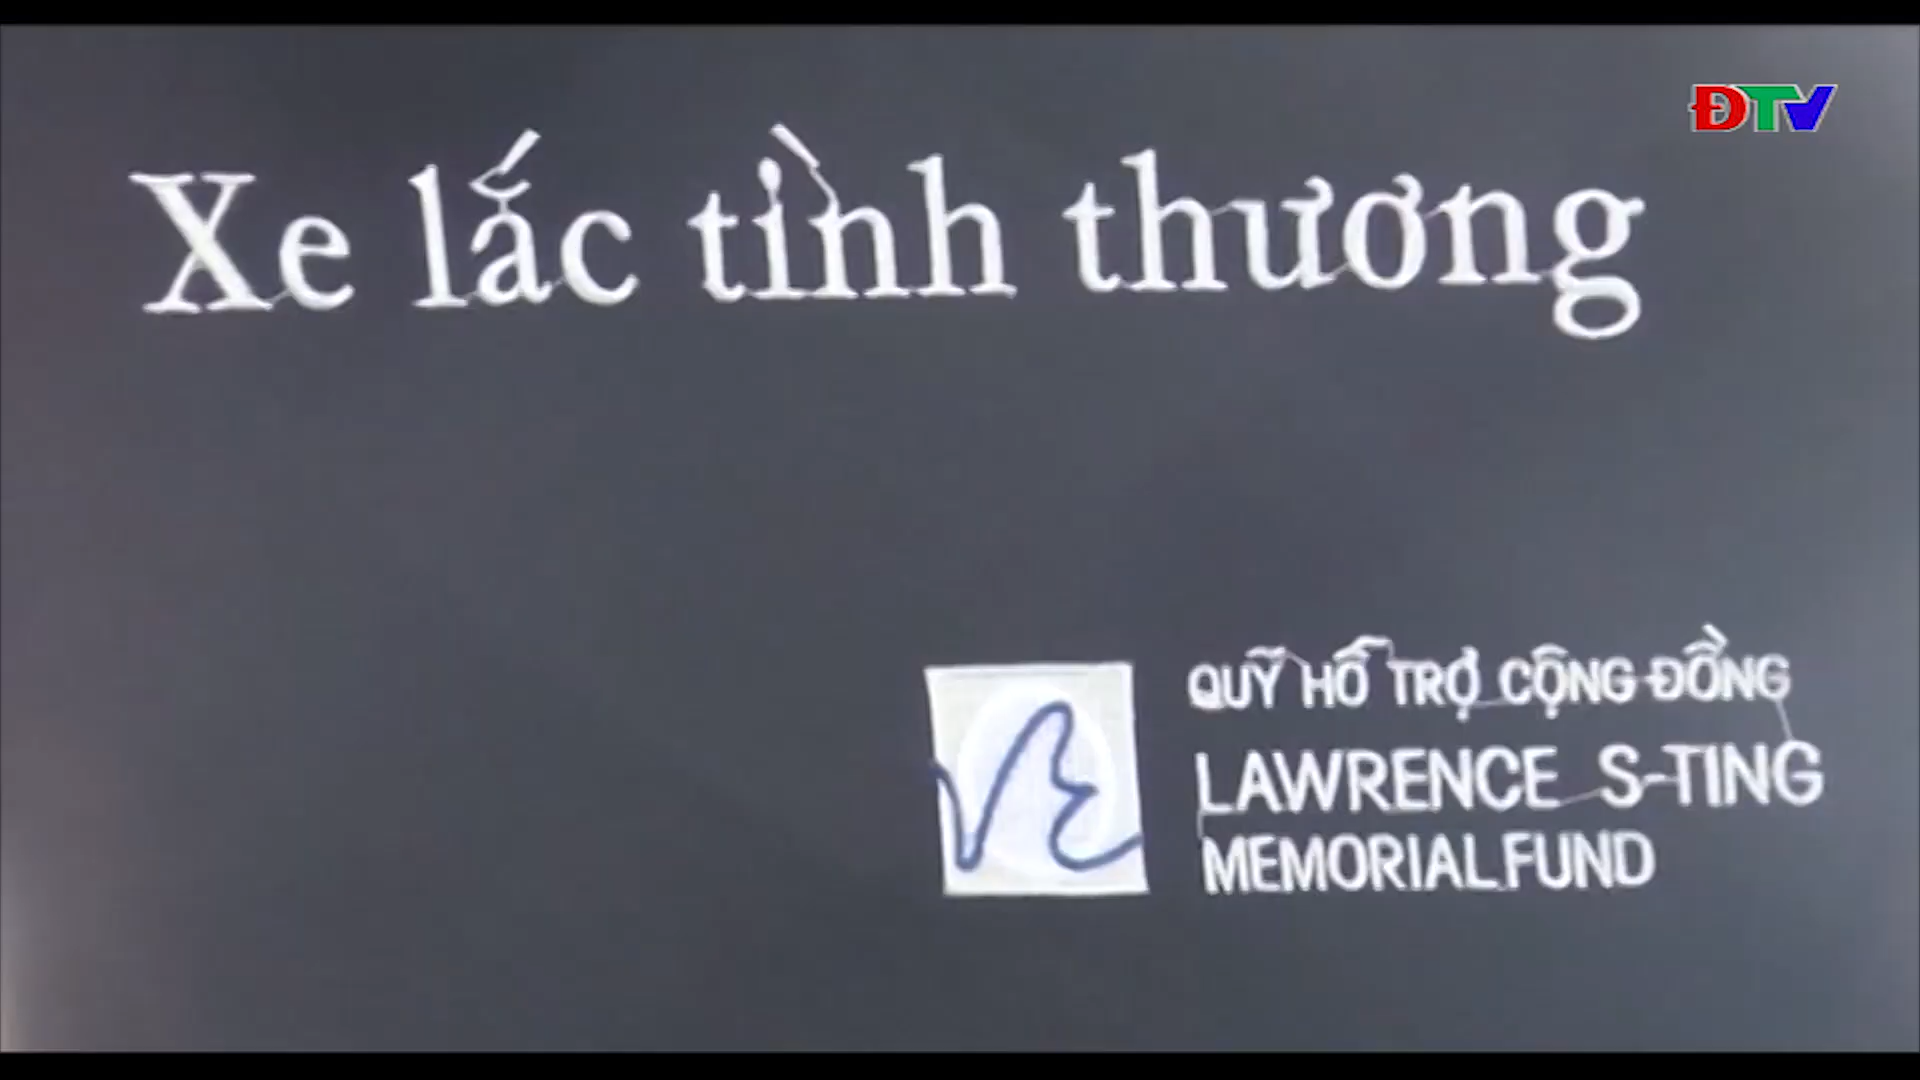 ĐTV
Xe lắc tình thương
QUỸ HỖ TRỢ CỘNG ĐỒNG
LAWRENCE S-TING
MEMORIAL FUND